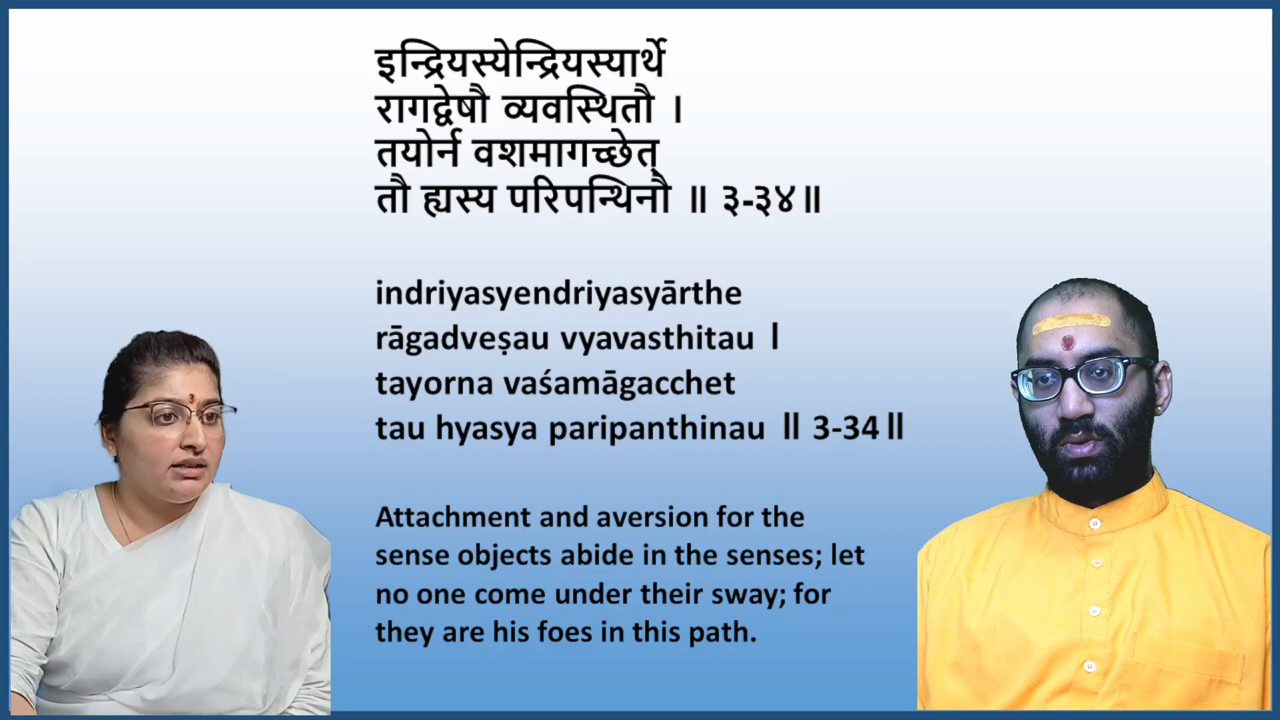 इन्द्रियस्येन्द्रियस्यार्थे
रागद्वेषौ व्यवस्थितौ ।
तयोर्न वशमागच्छेत्
तौ ह्यस्य परिपन्थिनौ ॥ ३-३४॥
indriyasyendriyasyārthe
rāgadveṣau vyavasthitau ।
tayorna vaśamāgacchet
tau hyasya paripanthinau ॥ 3-34॥
Attachment and aversion for the
sense objects abide in the senses; let
no one come under their sway; for
they are his foes in this path.